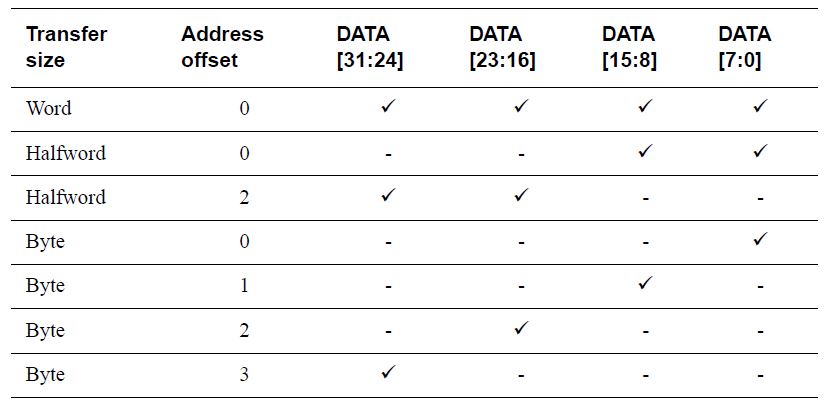 Transfer size Address offset DATA [31:24] DATA [23:16] DATA [15:8] DATA [7:0]
Word 0 ✓ ✓ ✓ ✓
Halfword 0 - - ✓ ✓
Halfword 2 ✓ ✓ - -
Byte 0 - - - ✓
Byte 1 - - ✓ -
Byte 2 - ✓ - -
Byte 3 ✓ - - -